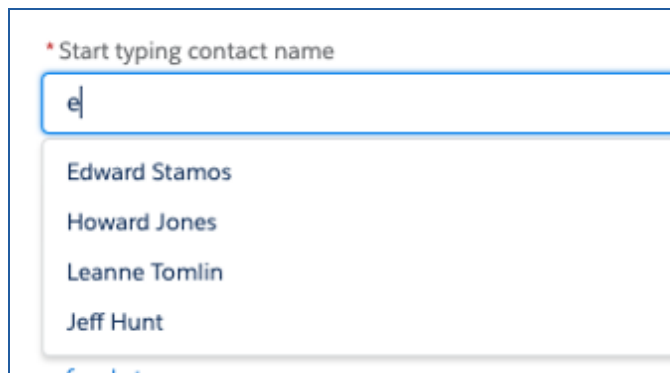 * Start typing contact name
e
Edward Stamos
Howard Jones
Leanne Tomlin
Jeff Hunt